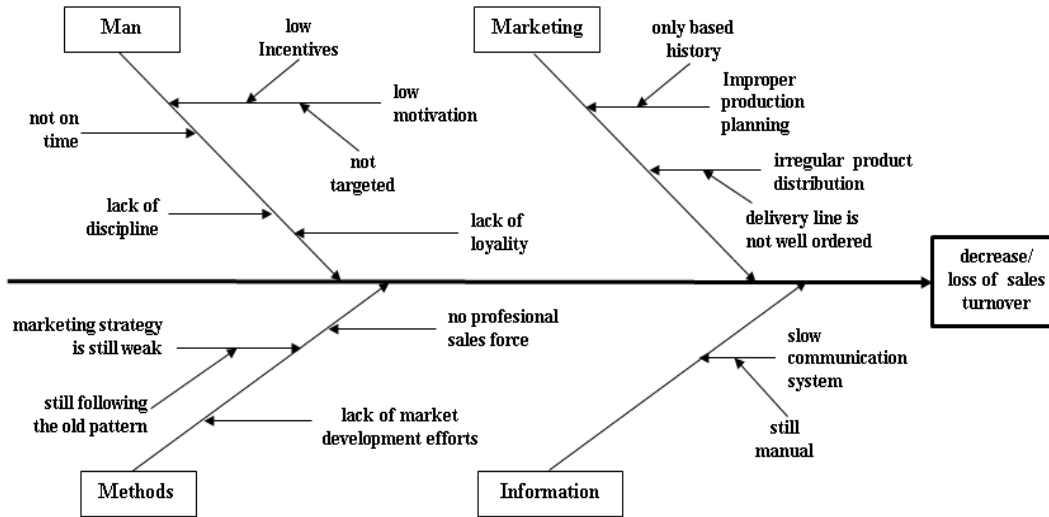 Man
low
Incentives
low
motivation
not on
time
not
targeted
lack of
discipline
lack of
loyality
Marketing
only based
history
Improper
production
planning
irregular product
distribution
delivery line is
not well ordered
decrease/
loss of sales
turnover
marketing strategy
is still weak
no profesional
sales force
still following
the old pattern
lack of market
development efforts
Methods
slow
communication
system
still
manual
Information